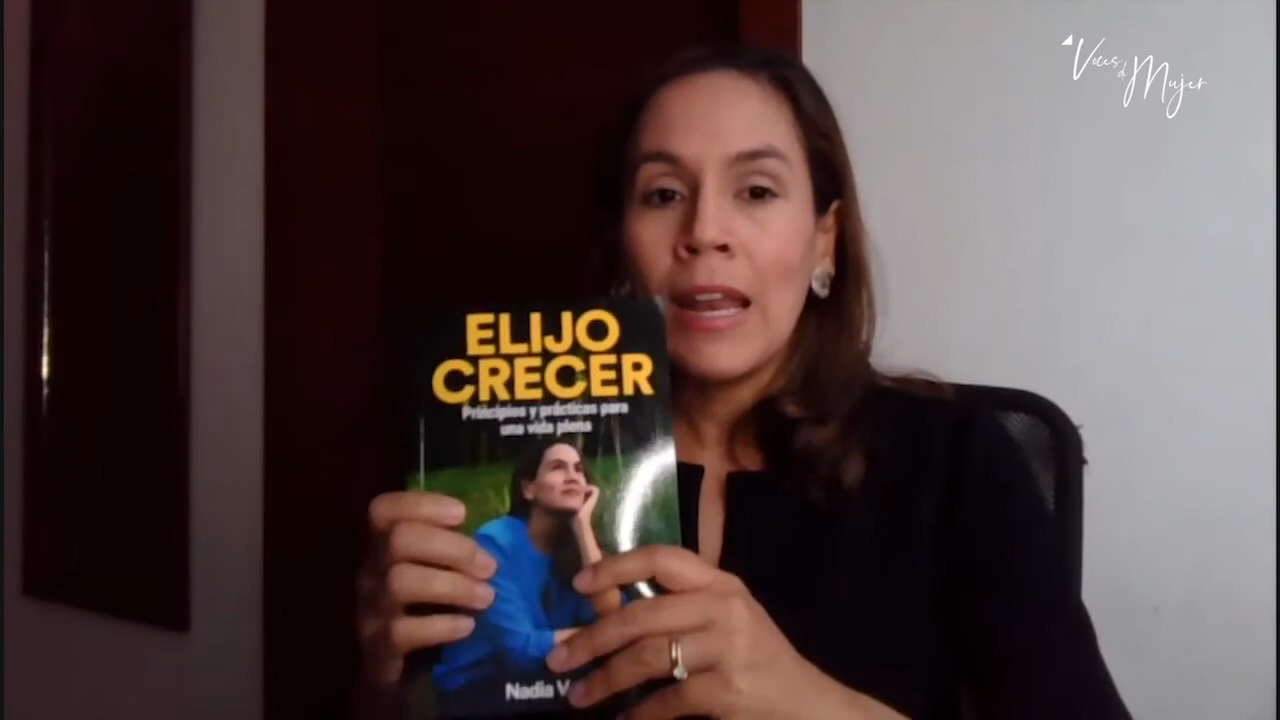 Voces de Mujer
ELIJO
CRECER
Principios y prácticas para
una vida plena
Nadia